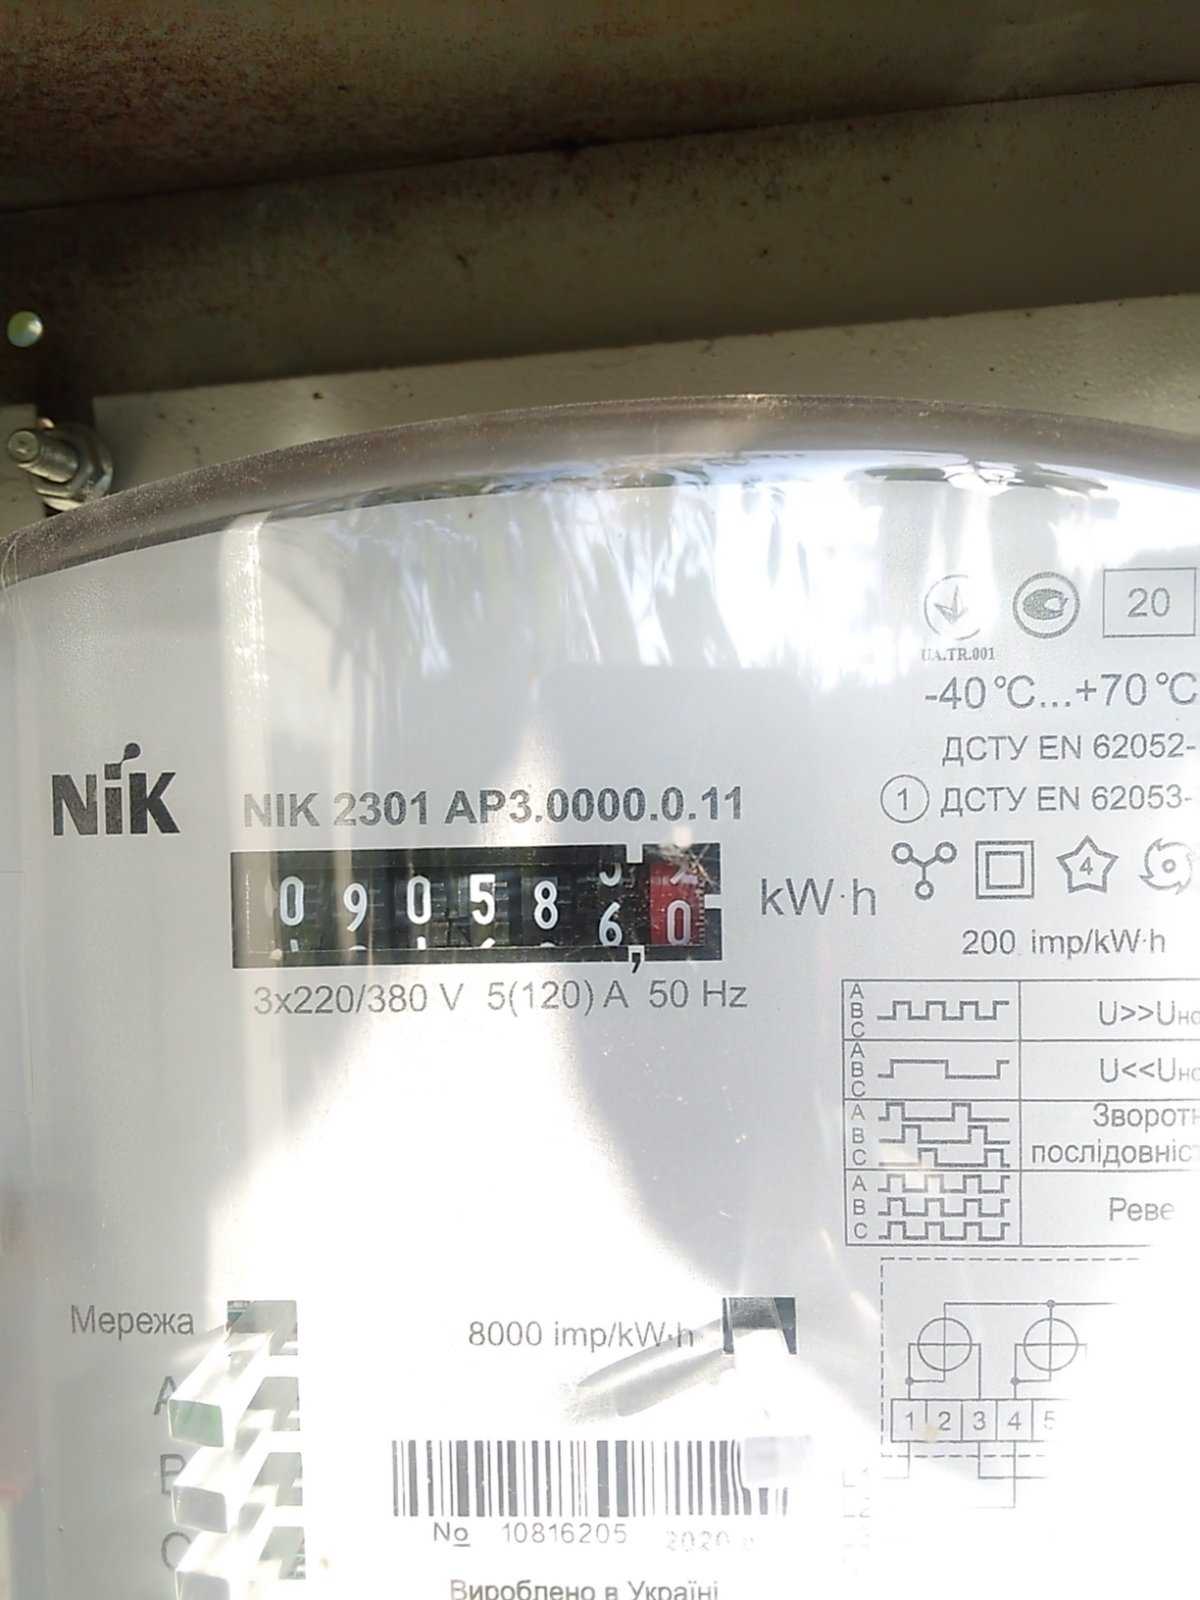 20
UA.TR.001
-40°C...+70°C
ДСТУ EN 62052-
NiK
NIK 2301 AP3.0000.0.11
1 ДСТУ EN 62053-
4
0 9 0 5 8 6 , 0
kW·h
200 imp/kW·h
3x220/380 V 5(120) A 50 Hz
A
B
C
U>>Uно
A
B
C
U<<Uно
A
B
C
Зворотн
послідовніст
A
B
C
Реве
Мережа
8000 imp/kW·h
A
B
C
1 2 3 4 5
No 10816205 2020
Вироблено в Україні